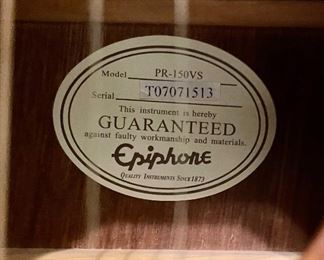 Model PR-150VS
Serial T07071513
This instrument is hereby
GUARANTEED
against faulty workmanship and materials.
Epiphone
QUALITY INSTRUMENTS SINCE 1873